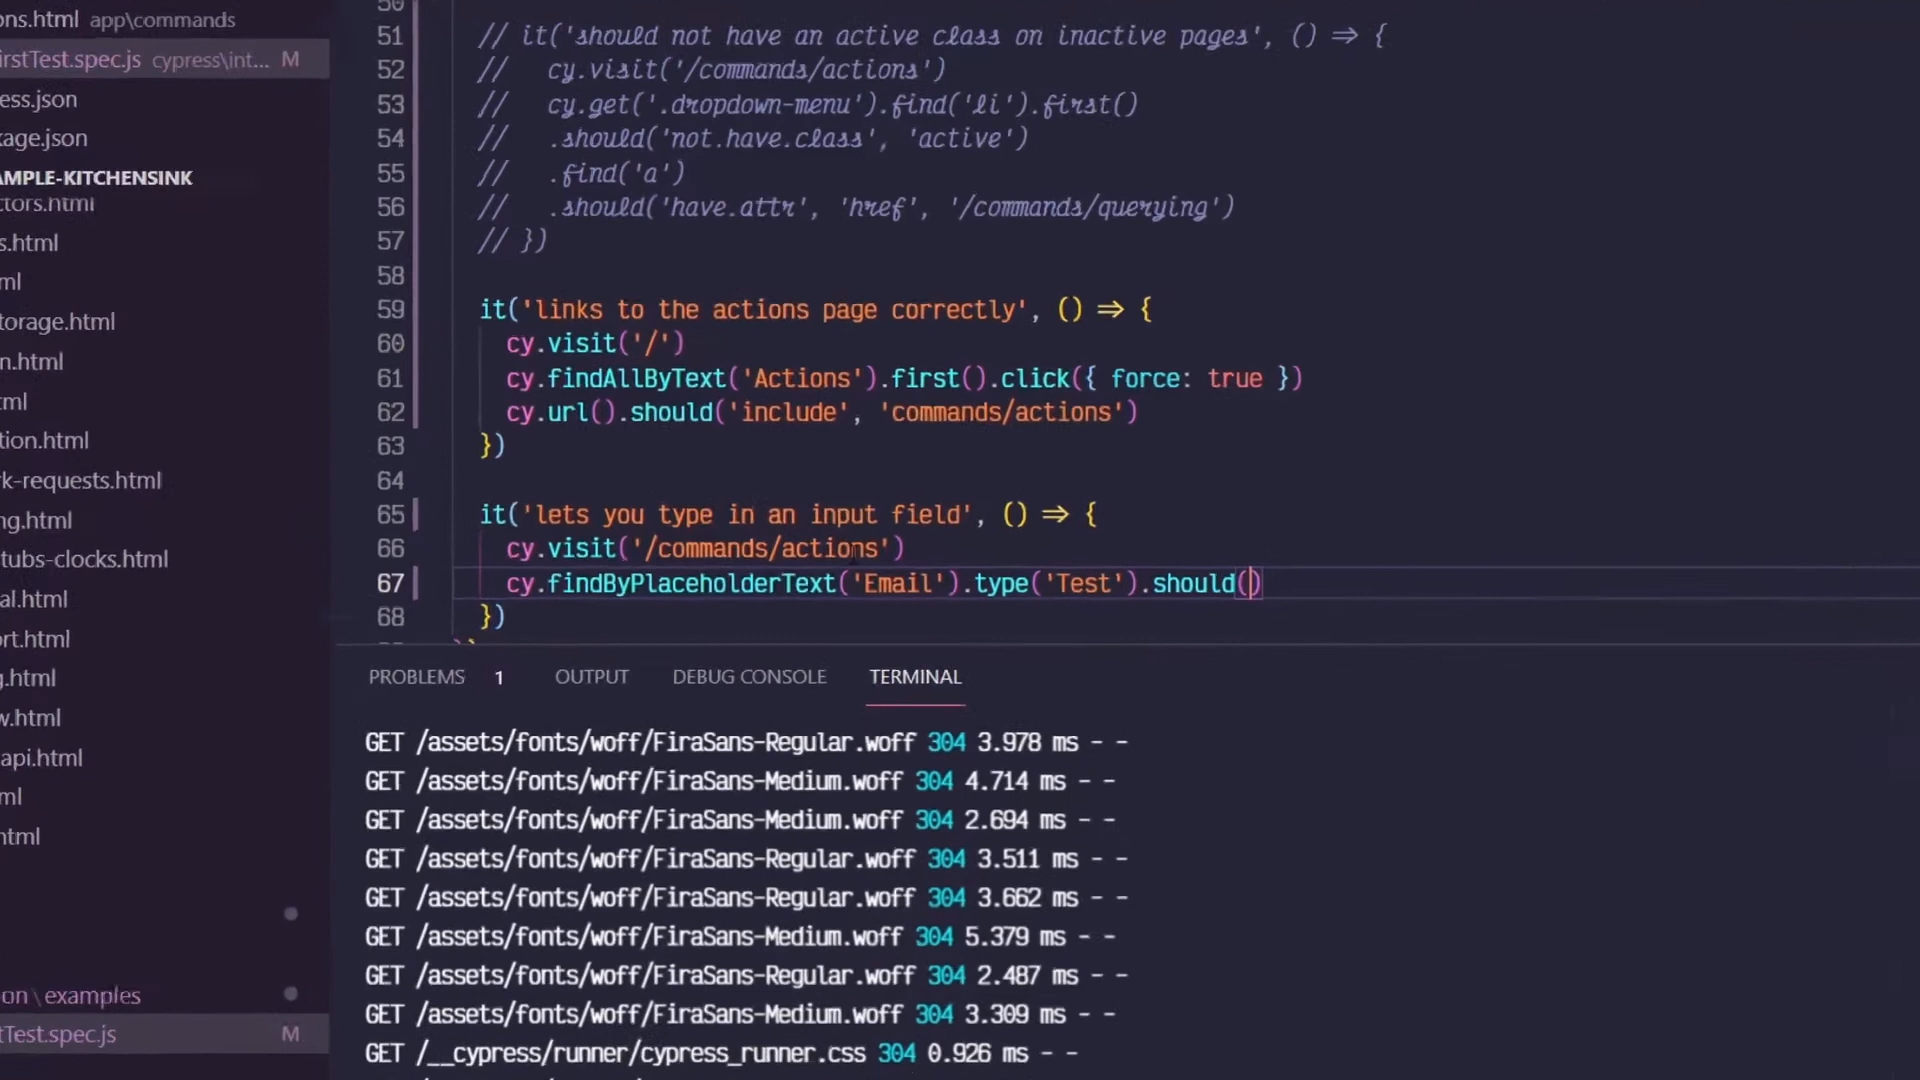 ons.html app\commands
irstTest.spec.js cypress\int... M
ess.json
kage.json
AMPLE-KITCHENSINK
ctors.html
s.html
ml
torage.html
n.html
tml
tion.html
rk-requests.html
ng.html
tubs-clocks.html
al.html
ort.html
g.html
w.html
api.html
ml
html
on \ examples
tTest.spec.js M
50
51 // it('should not have an active class on inactive pages', () => {
52 // cy.visit('/commands/actions')
53 // cy.get('.dropdown-menu').find('li').first()
54 // .should('not.have.class', 'active')
55 // .find('a')
56 // .should('have.attr', 'href', '/commands/querying')
57 // })
58
59 it('links to the actions page correctly', () => {
60 cy.visit('/')
61 cy.findAllByText('Actions').first().click({ force: true })
62 cy.url().should('include', 'commands/actions')
63 })
64
65 it('lets you type in an input field', () => {
66 cy.visit('/commands/actions')
67 cy.findByPlaceholderText('Email').type('Test').should()
68 })
PROBLEMS 1 OUTPUT DEBUG CONSOLE TERMINAL
GET /assets/fonts/woff/FiraSans-Regular.woff 304 3.978 ms - -
GET /assets/fonts/woff/FiraSans-Medium.woff 304 4.714 ms - -
GET /assets/fonts/woff/FiraSans-Medium.woff 304 2.694 ms - -
GET /assets/fonts/woff/FiraSans-Regular.woff 304 3.511 ms - -
GET /assets/fonts/woff/FiraSans-Regular.woff 304 3.662 ms - -
GET /assets/fonts/woff/FiraSans-Medium.woff 304 5.379 ms - -
GET /assets/fonts/woff/FiraSans-Regular.woff 304 2.487 ms - -
GET /assets/fonts/woff/FiraSans-Medium.woff 304 3.309 ms - -
GET /__cypress/runner/cypress_runner.css 304 0.926 ms - -